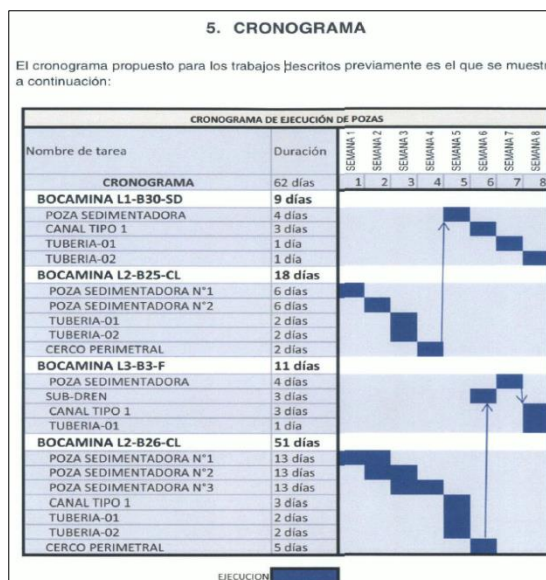 5. CRONOGRAMA
El cronograma propuesto para los trabajos descritos previamente es el que se muestr
a continuación:
CRONOGRAMA DE EJECUCIÓN DE POZAS
Nombre de tarea Duración SEMANA 1 SEMANA 2 SEMANA 3 SEMANA 4 SEMANA 5 SEMANA 6 SEMANA 7 SEMANA 8
CRONOGRAMA 62 días 1 2 3 4 5 6 7 8
BOCAMINA L1-B30-SD 9 días
POZA SEDIMENTADORA 4 días
CANAL TIPO 1 3 días
TUBERIA-01 1 día
TUBERIA-02 1 día
BOCAMINA L2-B25-CL 18 días
POZA SEDIMENTADORA N°1 6 días
POZA SEDIMENTADORA N°2 6 días
TUBERIA-01 2 días
TUBERIA-02 2 días
CERCO PERIMETRAL 2 días
BOCAMINA L3-B3-F 11 días
POZA SEDIMENTADORA 4 días
SUB-DREN 3 días
CANAL TIPO 1 3 días
TUBERIA-01 1 día
BOCAMINA L2-B26-CL 51 días
POZA SEDIMENTADORA N°1 13 días
POZA SEDIMENTADORA N°2 13 días
POZA SEDIMENTADORA N°3 13 días
CANAL TIPO 1 3 días
TUBERIA-01 2 días
TUBERIA-02 2 días
CERCO PERIMETRAL 5 días
EJECUCION